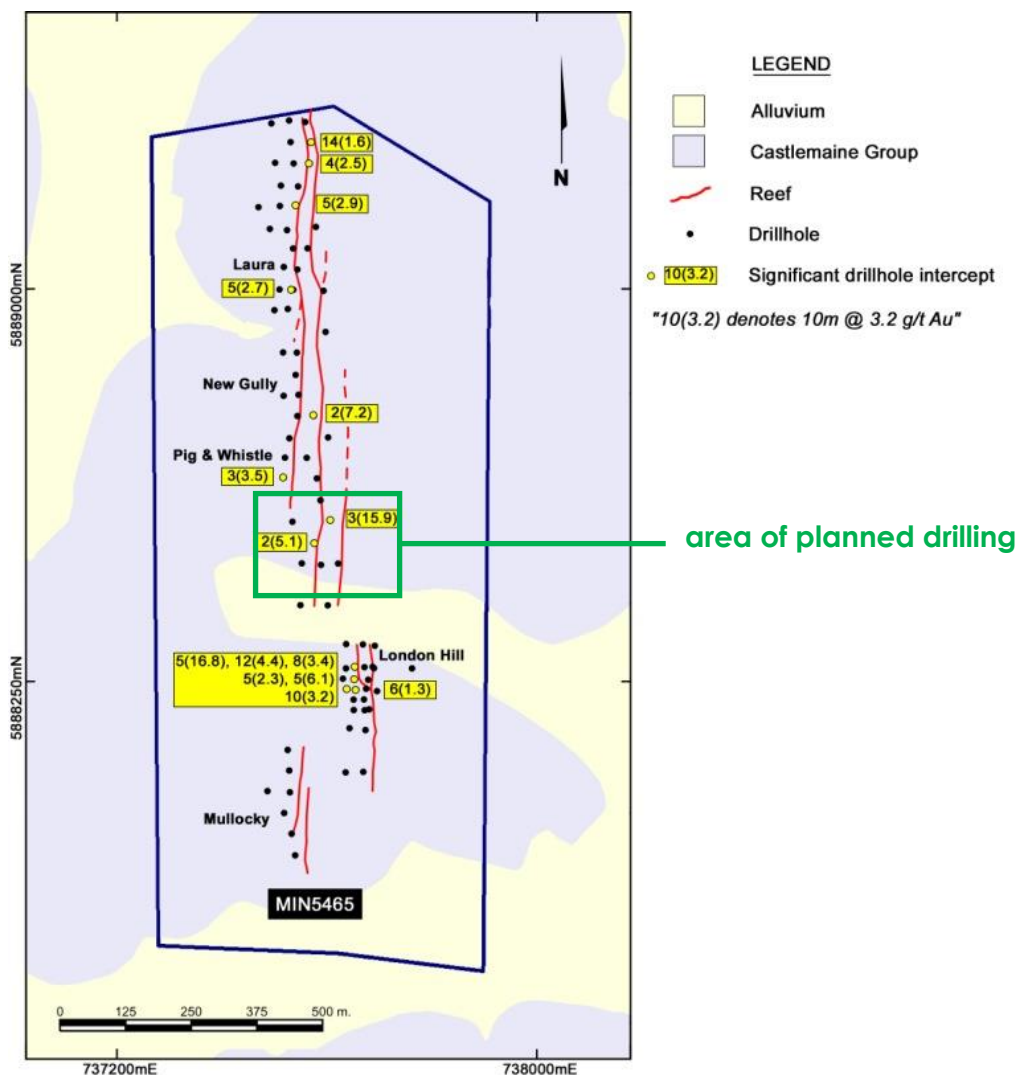 LEGEND
Alluvium
Castlemaine Group
Reef
Drillhole
10(3.2) Significant drillhole intercept
"10(3.2) denotes 10m @ 3.2 g/t Au"
N
14(1.6)
4(2.5)
5(2.9)
Laura
5(2.7)
5889000mN
New Gully
2(7.2)
Pig & Whistle
3(3.5)
3(15.9)
2(5.1)
area of planned drilling
London Hill
5(16.8), 12(4.4), 8(3.4)
5(2.3), 5(6.1)
10(3.2)
6(1.3)
5888250mN
Mullocky
MIN5465
0 125 250 375 500 m.
737200mE 738000mE